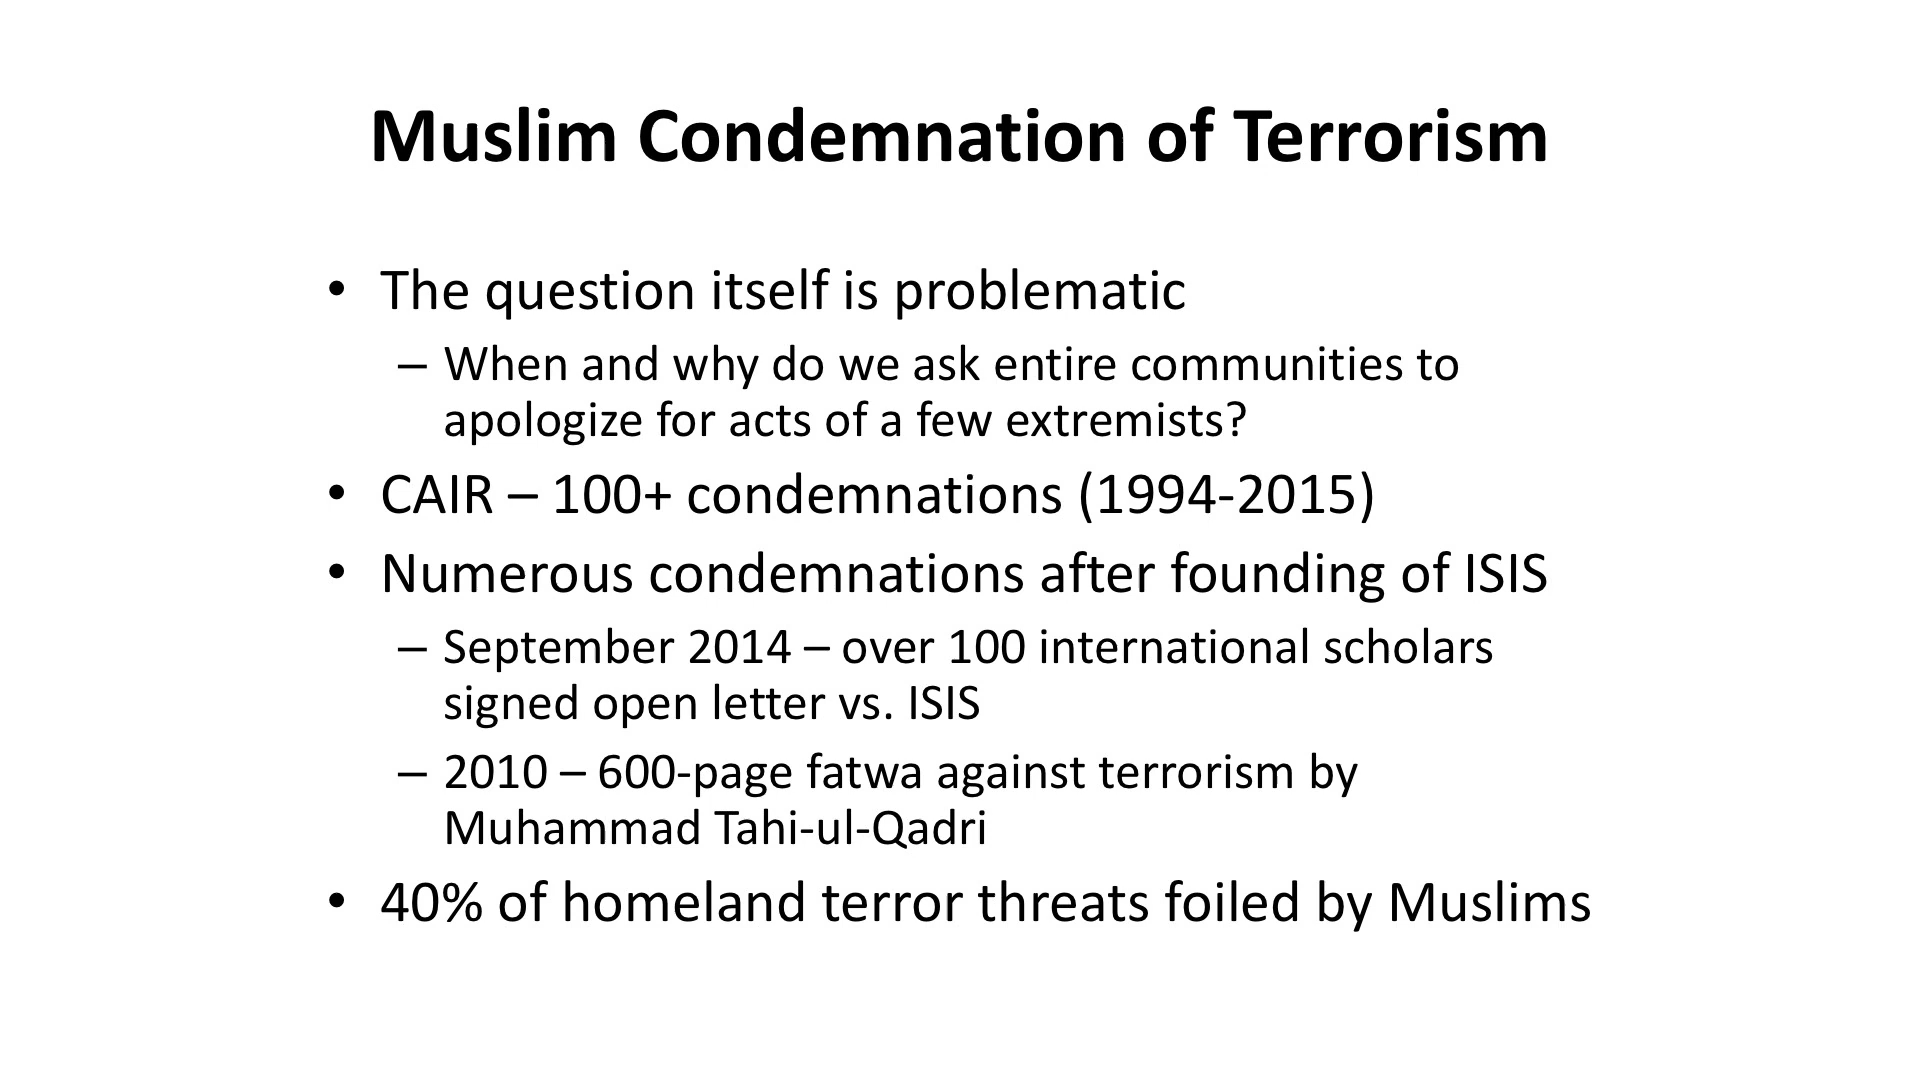 Muslim Condemnation of Terrorism
• The question itself is problematic
– When and why do we ask entire communities to
apologize for acts of a few extremists?
• CAIR – 100+ condemnations (1994-2015)
• Numerous condemnations after founding of ISIS
– September 2014 – over 100 international scholars
signed open letter vs. ISIS
– 2010 – 600-page fatwa against terrorism by
Muhammad Tahi-ul-Qadri
• 40% of homeland terror threats foiled by Muslims